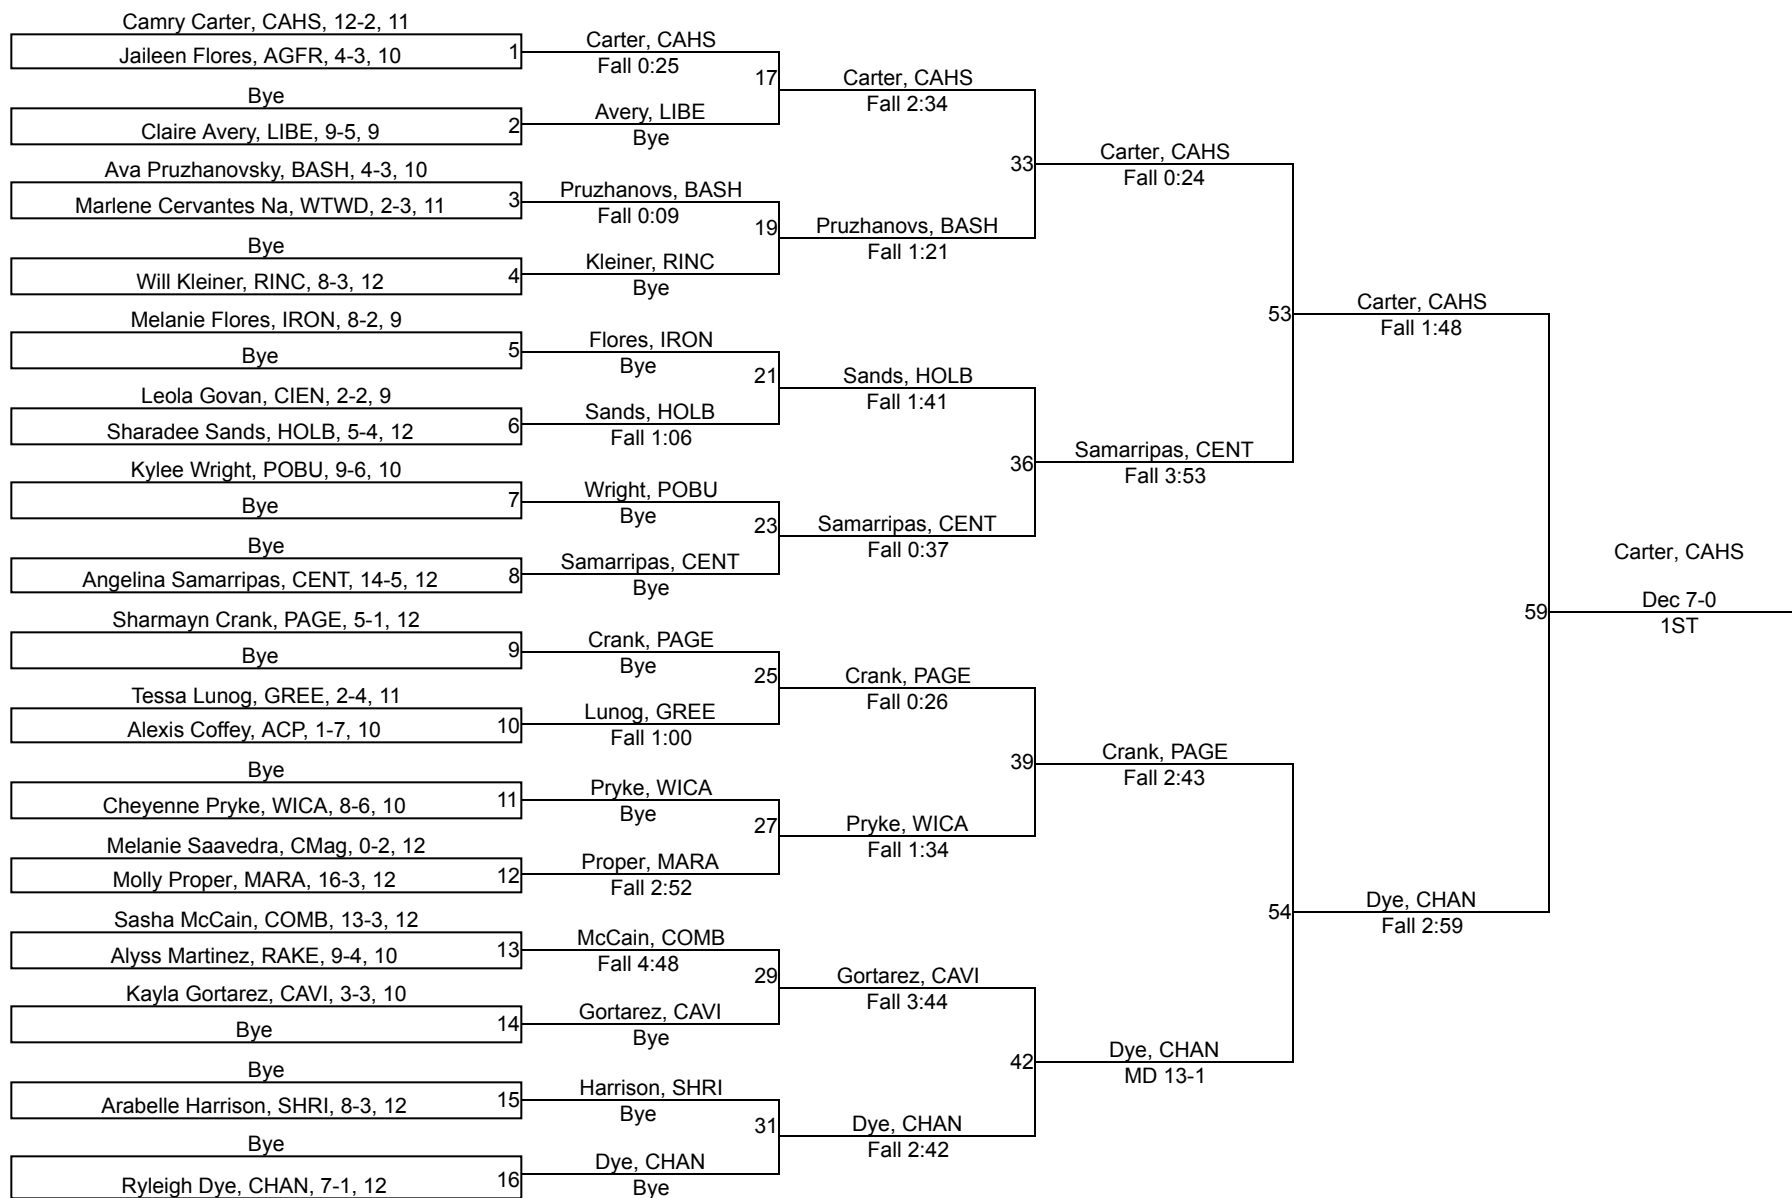 Camry Carter, CAHS, 12-2, 11
Jaileen Flores, AGFR, 4-3, 10
1
Bye
Claire Avery, LIBE, 9-5, 9
2
Ava Pruzhanovsky, BASH, 4-3, 10
Marlene Cervantes Na, WTWD, 2-3, 11
3
Bye
Will Kleiner, RINC, 8-3, 12
4
Melanie Flores, IRON, 8-2, 9
Bye
5
Leola Govan, CIEN, 2-2, 9
Sharadee Sands, HOLB, 5-4, 12
6
Kylee Wright, POBU, 9-6, 10
Bye
7
Bye
Angelina Samarripas, CENT, 14-5, 12
8
Sharmayn Crank, PAGE, 5-1, 12
Bye
9
Tessa Lunog, GREE, 2-4, 11
Alexis Coffey, ACP, 1-7, 10
10
Bye
Cheyenne Pryke, WICA, 8-6, 10
11
Melanie Saavedra, CMag, 0-2, 12
Molly Proper, MARA, 16-3, 12
12
Sasha McCain, COMB, 13-3, 12
Alyss Martinez, RAKE, 9-4, 10
13
Kayla Gortarez, CAVI, 3-3, 10
Bye
14
Bye
Arabelle Harrison, SHRI, 8-3, 12
15
Bye
Ryleigh Dye, CHAN, 7-1, 12
16
Carter, CAHS
Fall 0:25
17
Avery, LIBE
Bye
Pruzhanovs, BASH
Fall 0:09
19
Kleiner, RINC
Bye
Flores, IRON
Bye
21
Sands, HOLB
Fall 1:06
Wright, POBU
Bye
23
Samarripas, CENT
Bye
Crank, PAGE
Bye
25
Lunog, GREE
Fall 1:00
Pryke, WICA
Bye
27
Proper, MARA
Fall 2:52
McCain, COMB
Fall 4:48
29
Gortarez, CAVI
Bye
Harrison, SHRI
Bye
31
Dye, CHAN
Bye
Carter, CAHS
Fall 2:34
33
Pruzhanovs, BASH
Fall 1:21
Sands, HOLB
Fall 1:41
36
Samarripas, CENT
Fall 0:37
Crank, PAGE
Fall 0:26
39
Pryke, WICA
Fall 1:34
Gortarez, CAVI
Fall 3:44
42
Dye, CHAN
Fall 2:42
Carter, CAHS
Fall 0:24
53
Samarripas, CENT
Fall 3:53
Crank, PAGE
Fall 2:43
54
Dye, CHAN
MD 13-1
Carter, CAHS
Fall 1:48
59
Dye, CHAN
Fall 2:59
Carter, CAHS
Dec 7-0
1ST